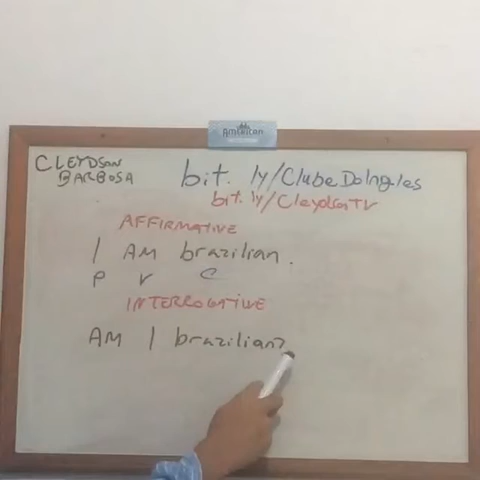 American
CLEYDSON
BARBOSA
bit.ly/ClubeDoIngles
bit.ly/CleydsonTV
AFFIRMATIVE
I AM brazilian.
P V C
INTERROGATIVE
AM I brazilian?